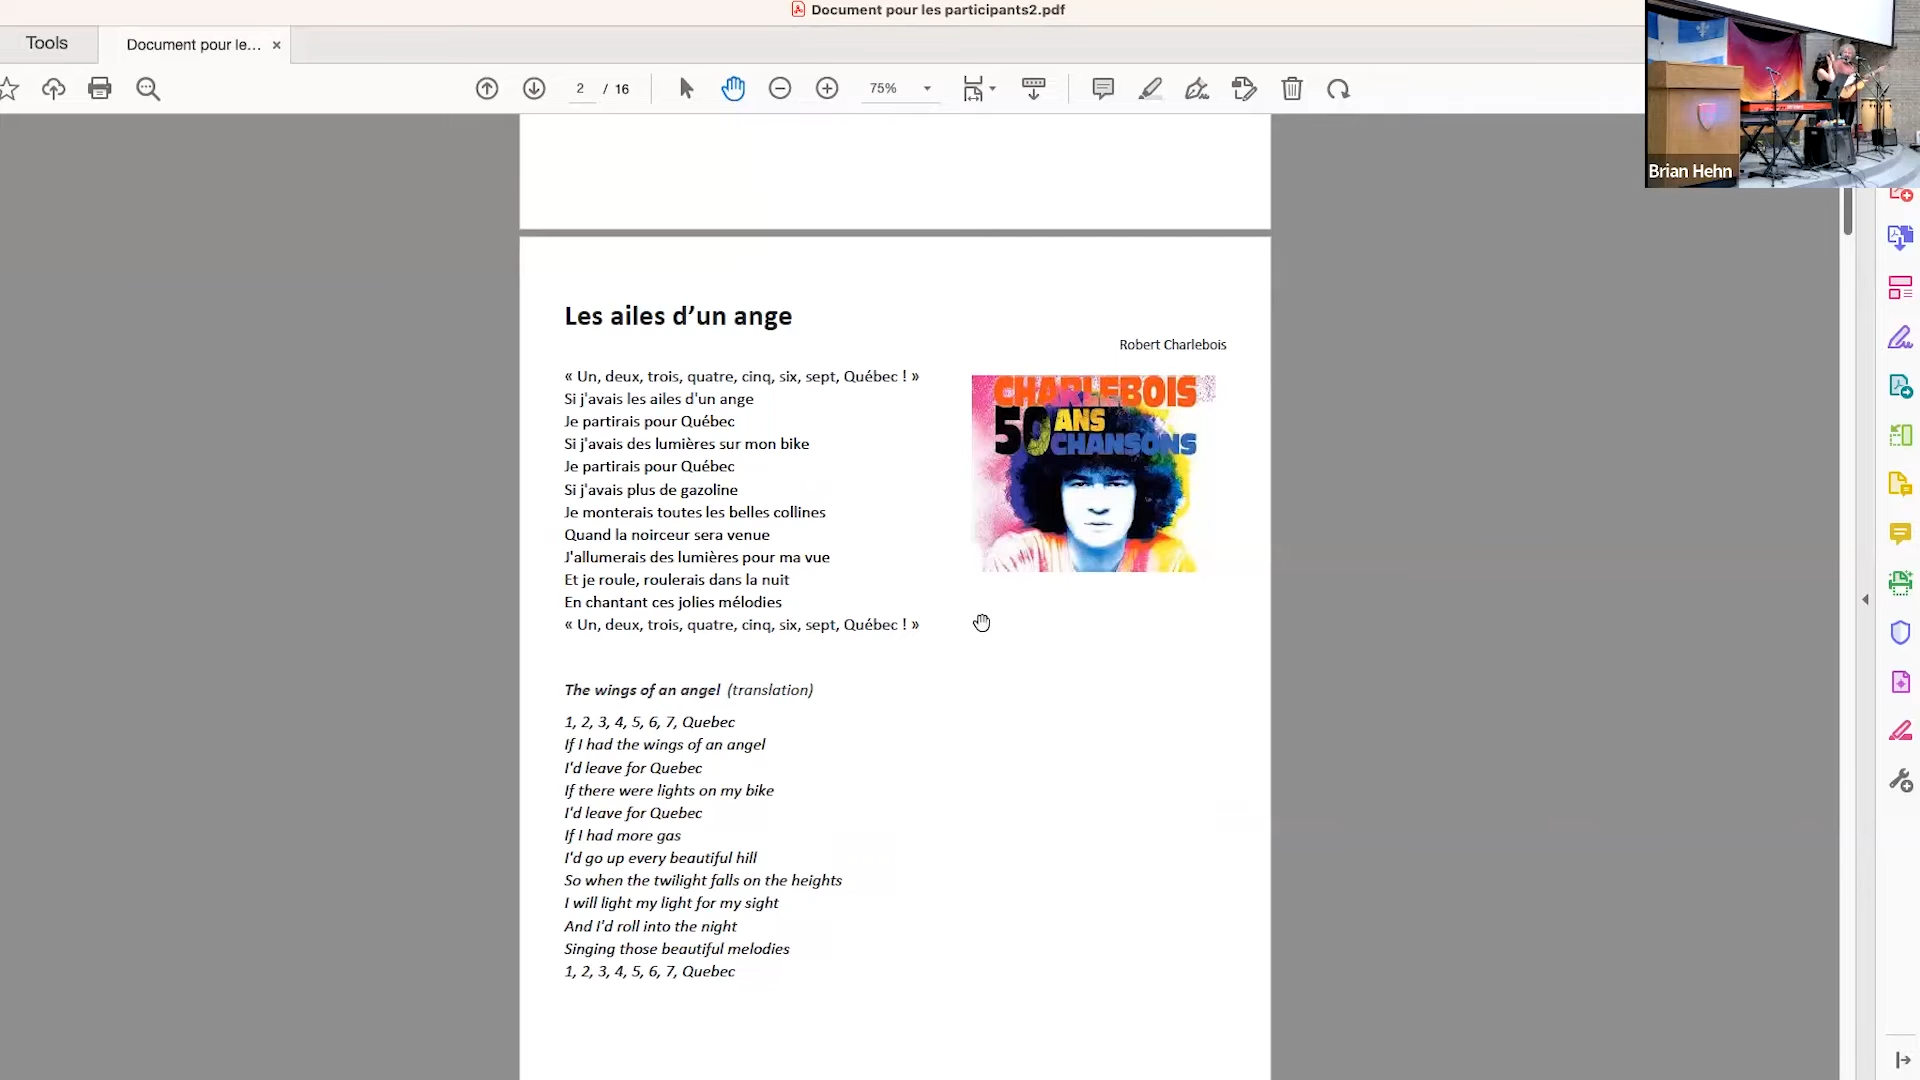 Document pour les participants2.pdf
Tools
Document pour le... ×
2 / 16
75%
Brian Hehn
Les ailes d’un ange
Robert Charlebois
« Un, deux, trois, quatre, cinq, six, sept, Québec ! »
Si j'avais les ailes d'un ange
Je partirais pour Québec
Si j'avais des lumières sur mon bike
Je partirais pour Québec
Si j'avais plus de gazoline
Je monterais toutes les belles collines
Quand la noirceur sera venue
J'allumerais des lumières pour ma vue
Et je roule, roulerais dans la nuit
En chantant ces jolies mélodies
« Un, deux, trois, quatre, cinq, six, sept, Québec ! »
CHARLEBOIS
50 ANS
CHANSONS
The wings of an angel (translation)
1, 2, 3, 4, 5, 6, 7, Quebec
If I had the wings of an angel
I'd leave for Quebec
If there were lights on my bike
I'd leave for Quebec
If I had more gas
I'd go up every beautiful hill
So when the twilight falls on the heights
I will light my light for my sight
And I'd roll into the night
Singing those beautiful melodies
1, 2, 3, 4, 5, 6, 7, Quebec